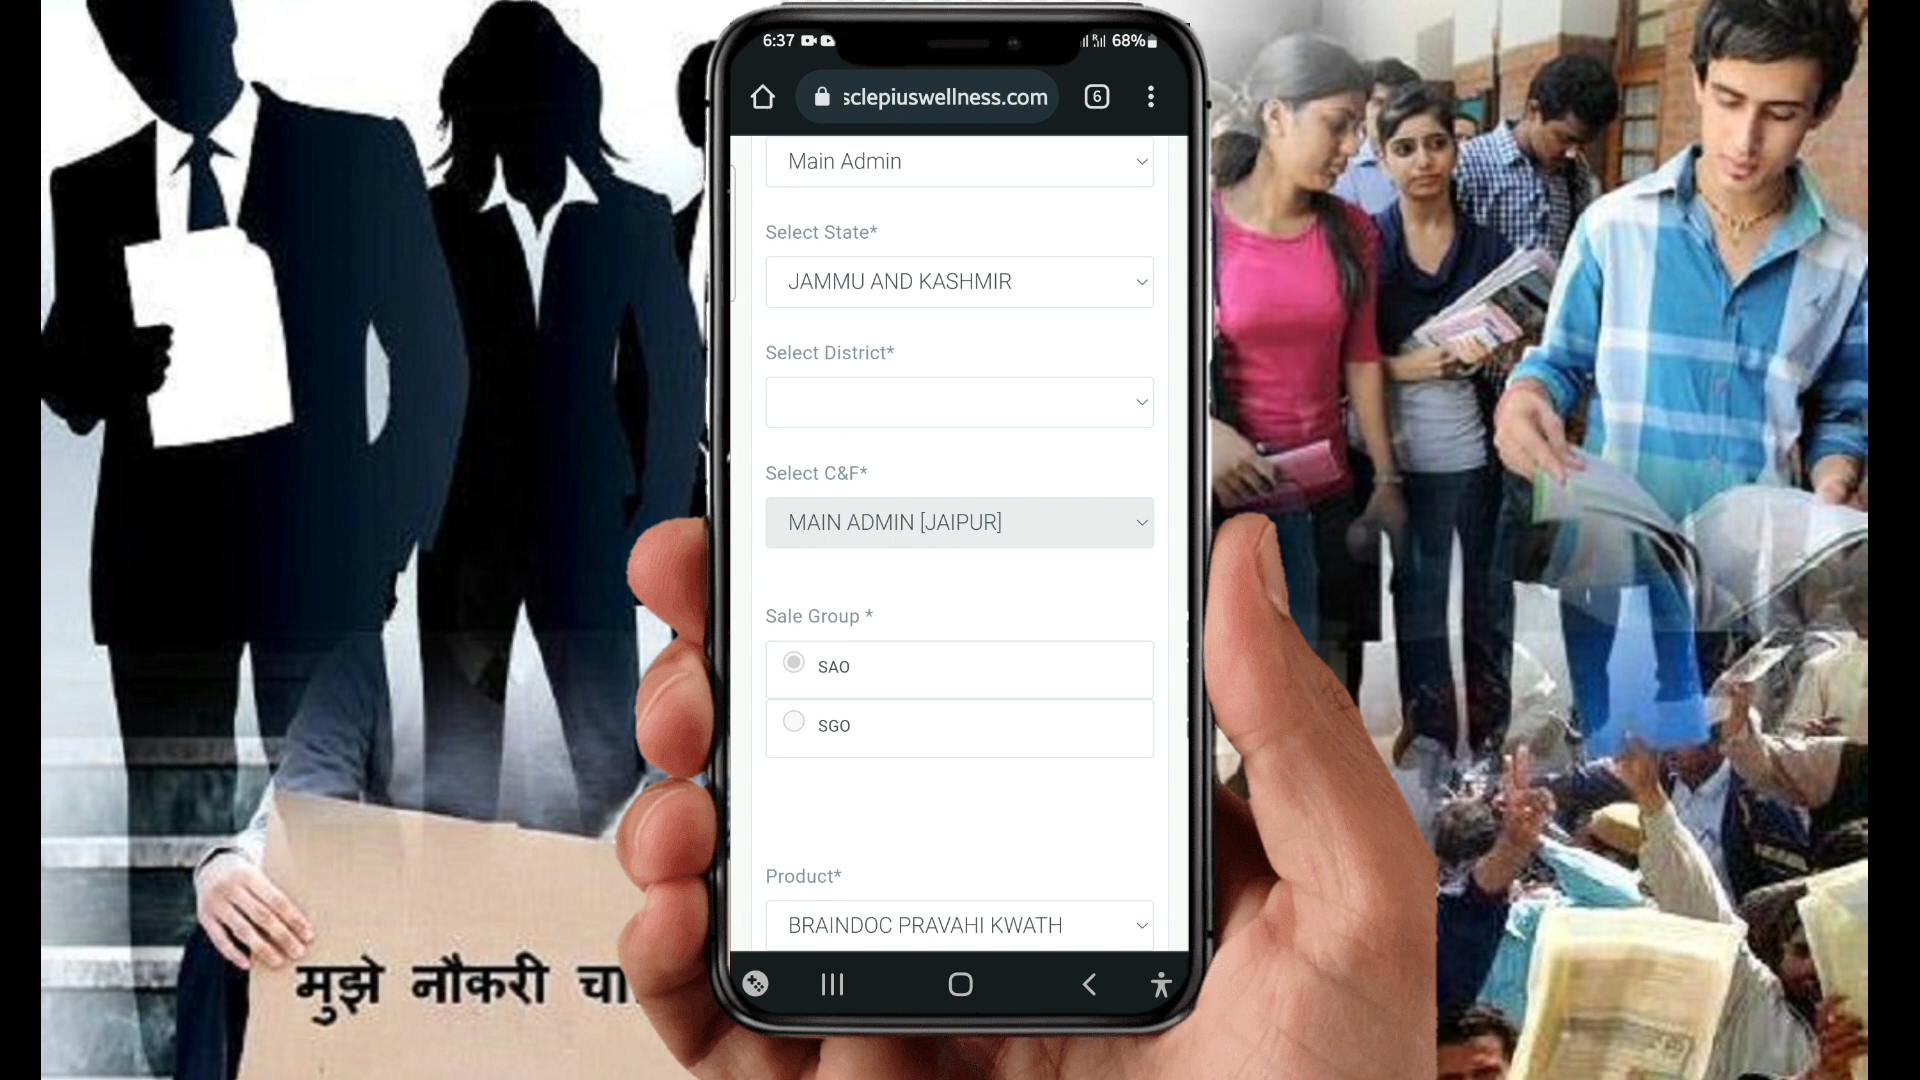 6:37
68%
sclepiuswellness.com
6
Main Admin
Select State*
JAMMU AND KASHMIR
Select District*
Select C&F*
MAIN ADMIN [JAIPUR]
Sale Group *
SAO
SGO
Product*
BRAINDOC PRAVAHI KWATH
मुझे नौकरी चा